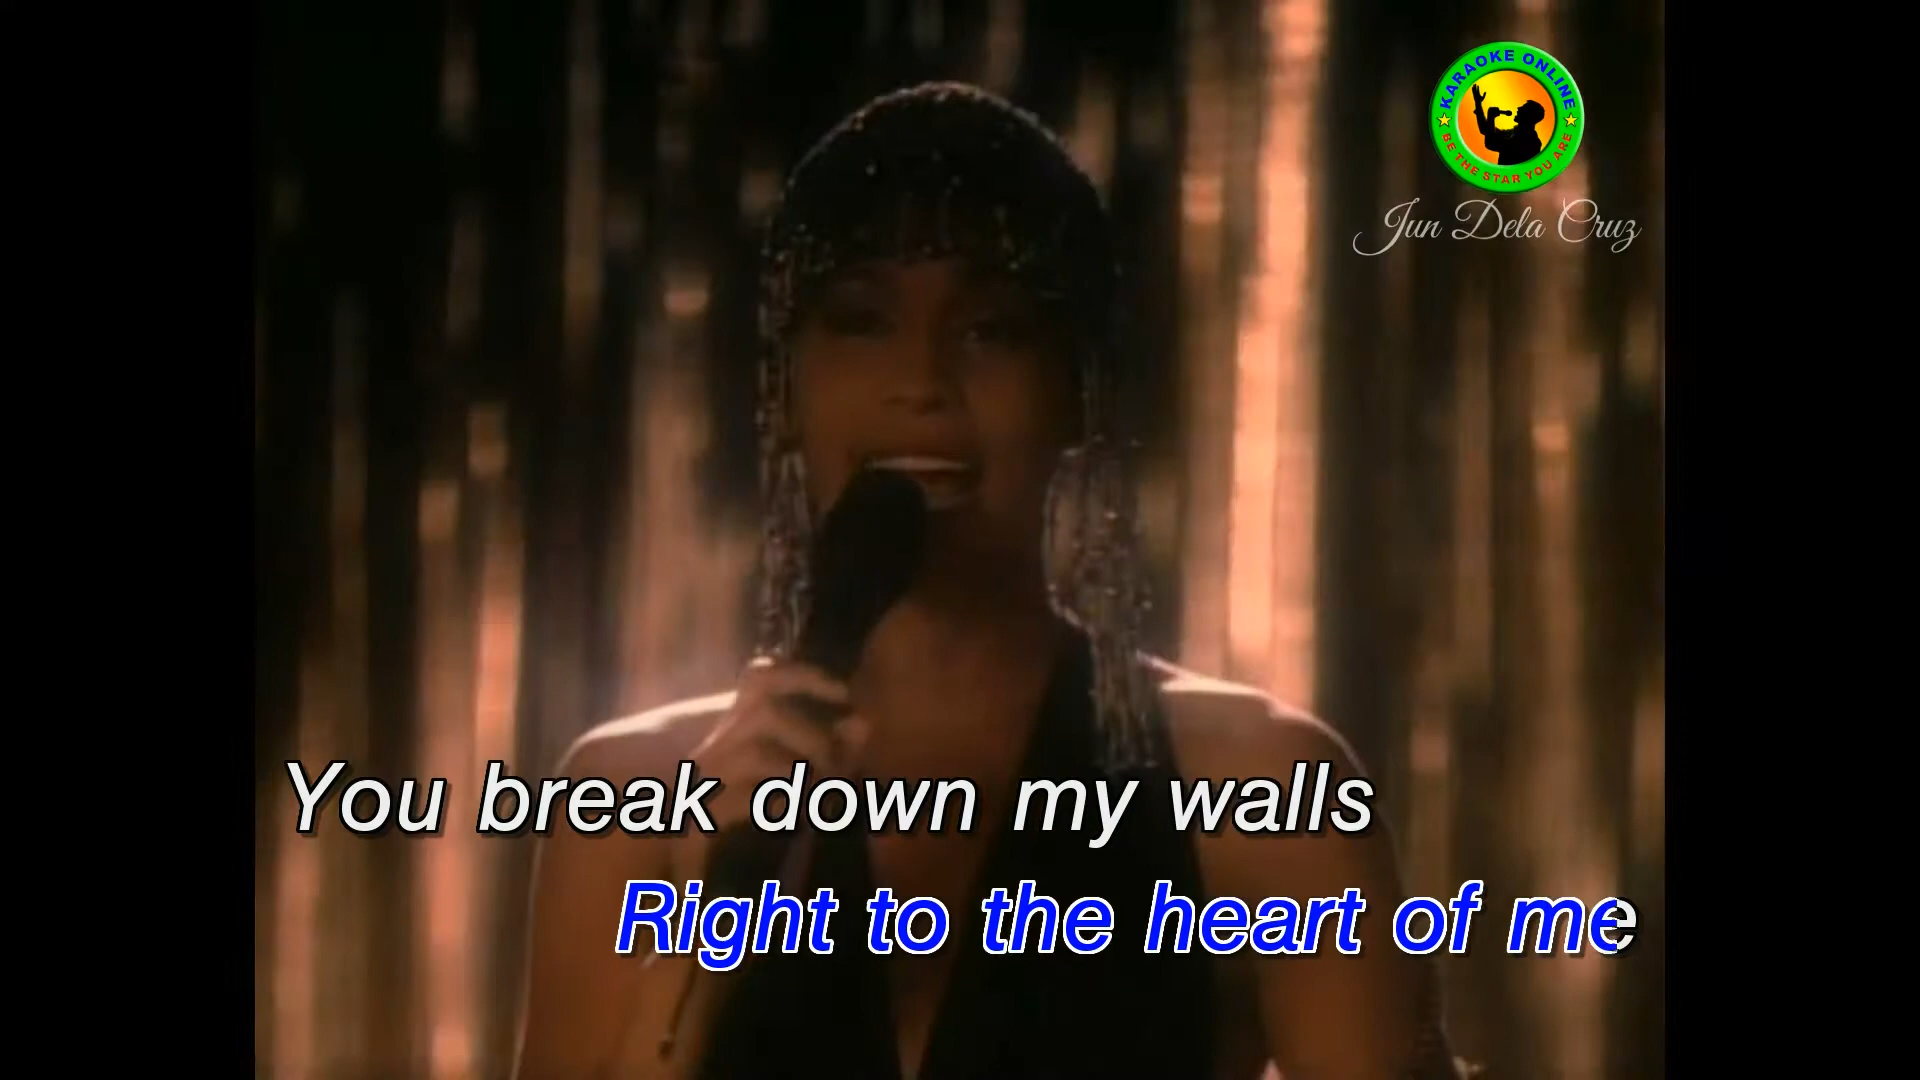 KARAOKE ONLINE
BE THE STAR YOU ARE
Jun Dela Cruz
You break down my walls
Right to the heart of me